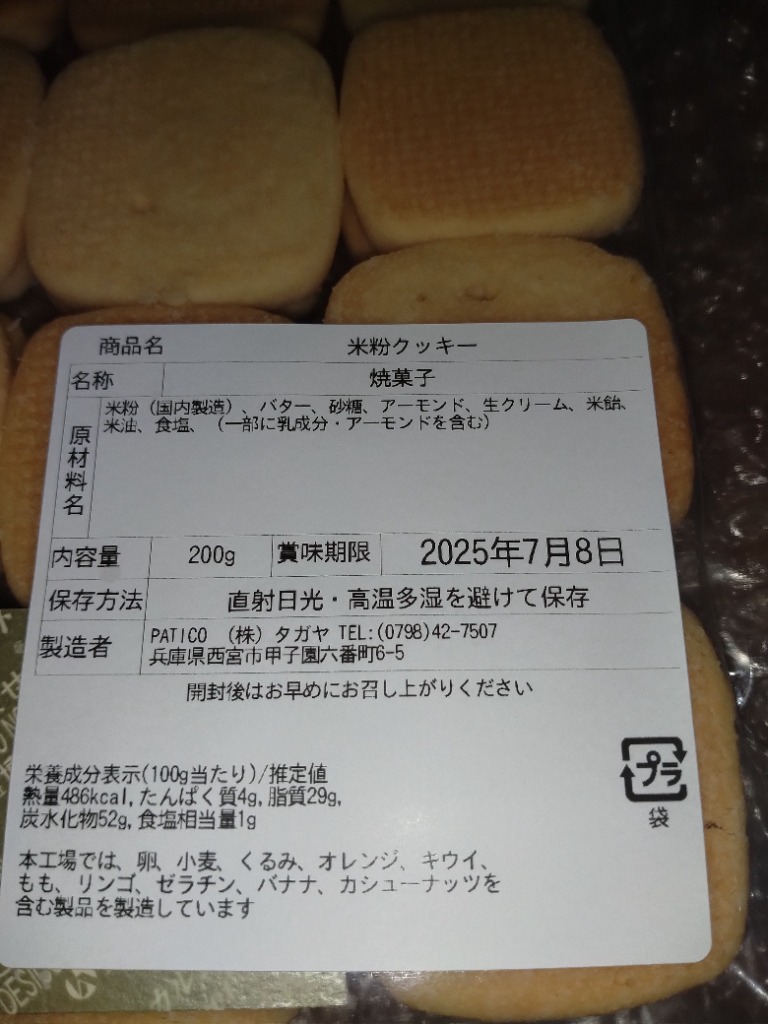 商品名 米粉クッキー
名称 焼菓子
原材料名 米粉（国内製造）、バター、砂糖、アーモンド、生クリーム、米飴、
米油、食塩、（一部に乳成分・アーモンドを含む）
内容量 200g 賞味期限 2025年7月8日
保存方法 直射日光・高温多湿を避けて保存
製造者 PATICO （株）タガヤ TEL:(0798)42-7507
兵庫県西宮市甲子園六番町6-5
開封後はお早めにお召し上がりください
プラ
袋
栄養成分表示(100g当たり)/推定値
熱量486kcal,たんぱく質4g,脂質29g,
炭水化物52g,食塩相当量1g
本工場では、卵、小麦、くるみ、オレンジ、キウイ、
もも、リンゴ、ゼラチン、バナナ、カシューナッツを
含む製品を製造しています